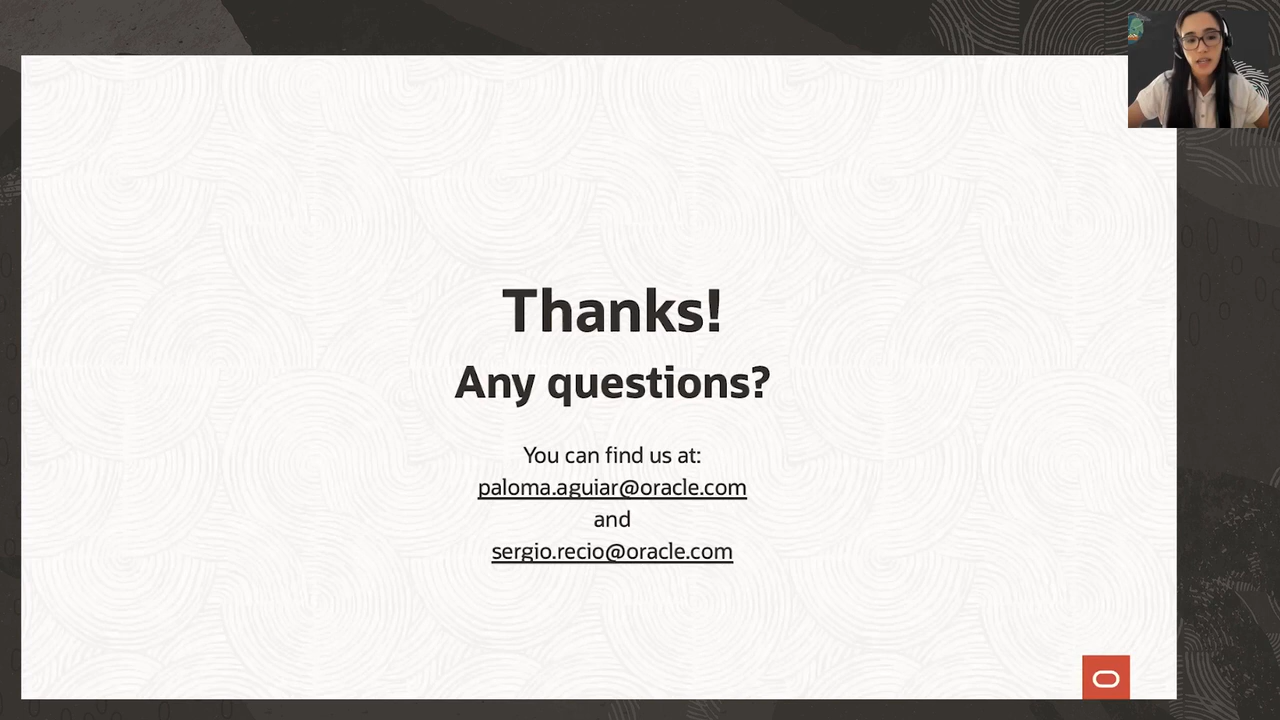 Thanks!
Any questions?
You can find us at:
paloma.aguiar@oracle.com
and
sergio.recio@oracle.com